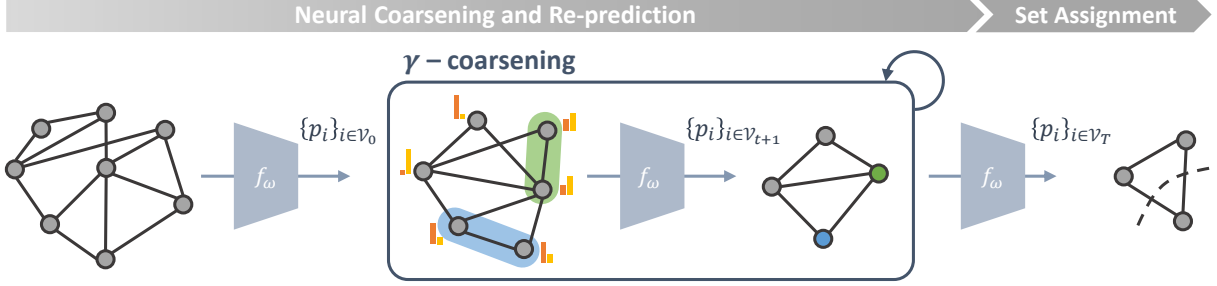 Neural Coarsening and Re-prediction
Set Assignment
γ – coarsening
{p_i}_{i∈𝒱_0}
{p_i}_{i∈𝒱_{t+1}}
{p_i}_{i∈𝒱_T}
f_ω
f_ω
f_ω